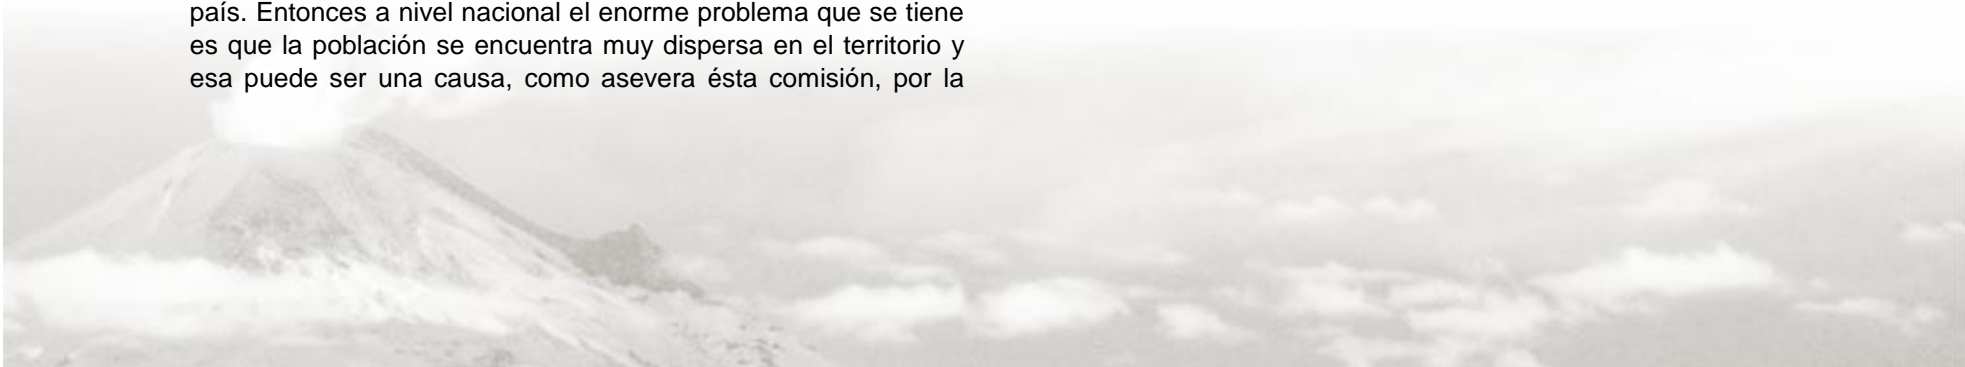 país. Entonces a nivel nacional el enorme problema que se tiene
es que la población se encuentra muy dispersa en el territorio y
esa puede ser una causa, como asevera ésta comisión, por la